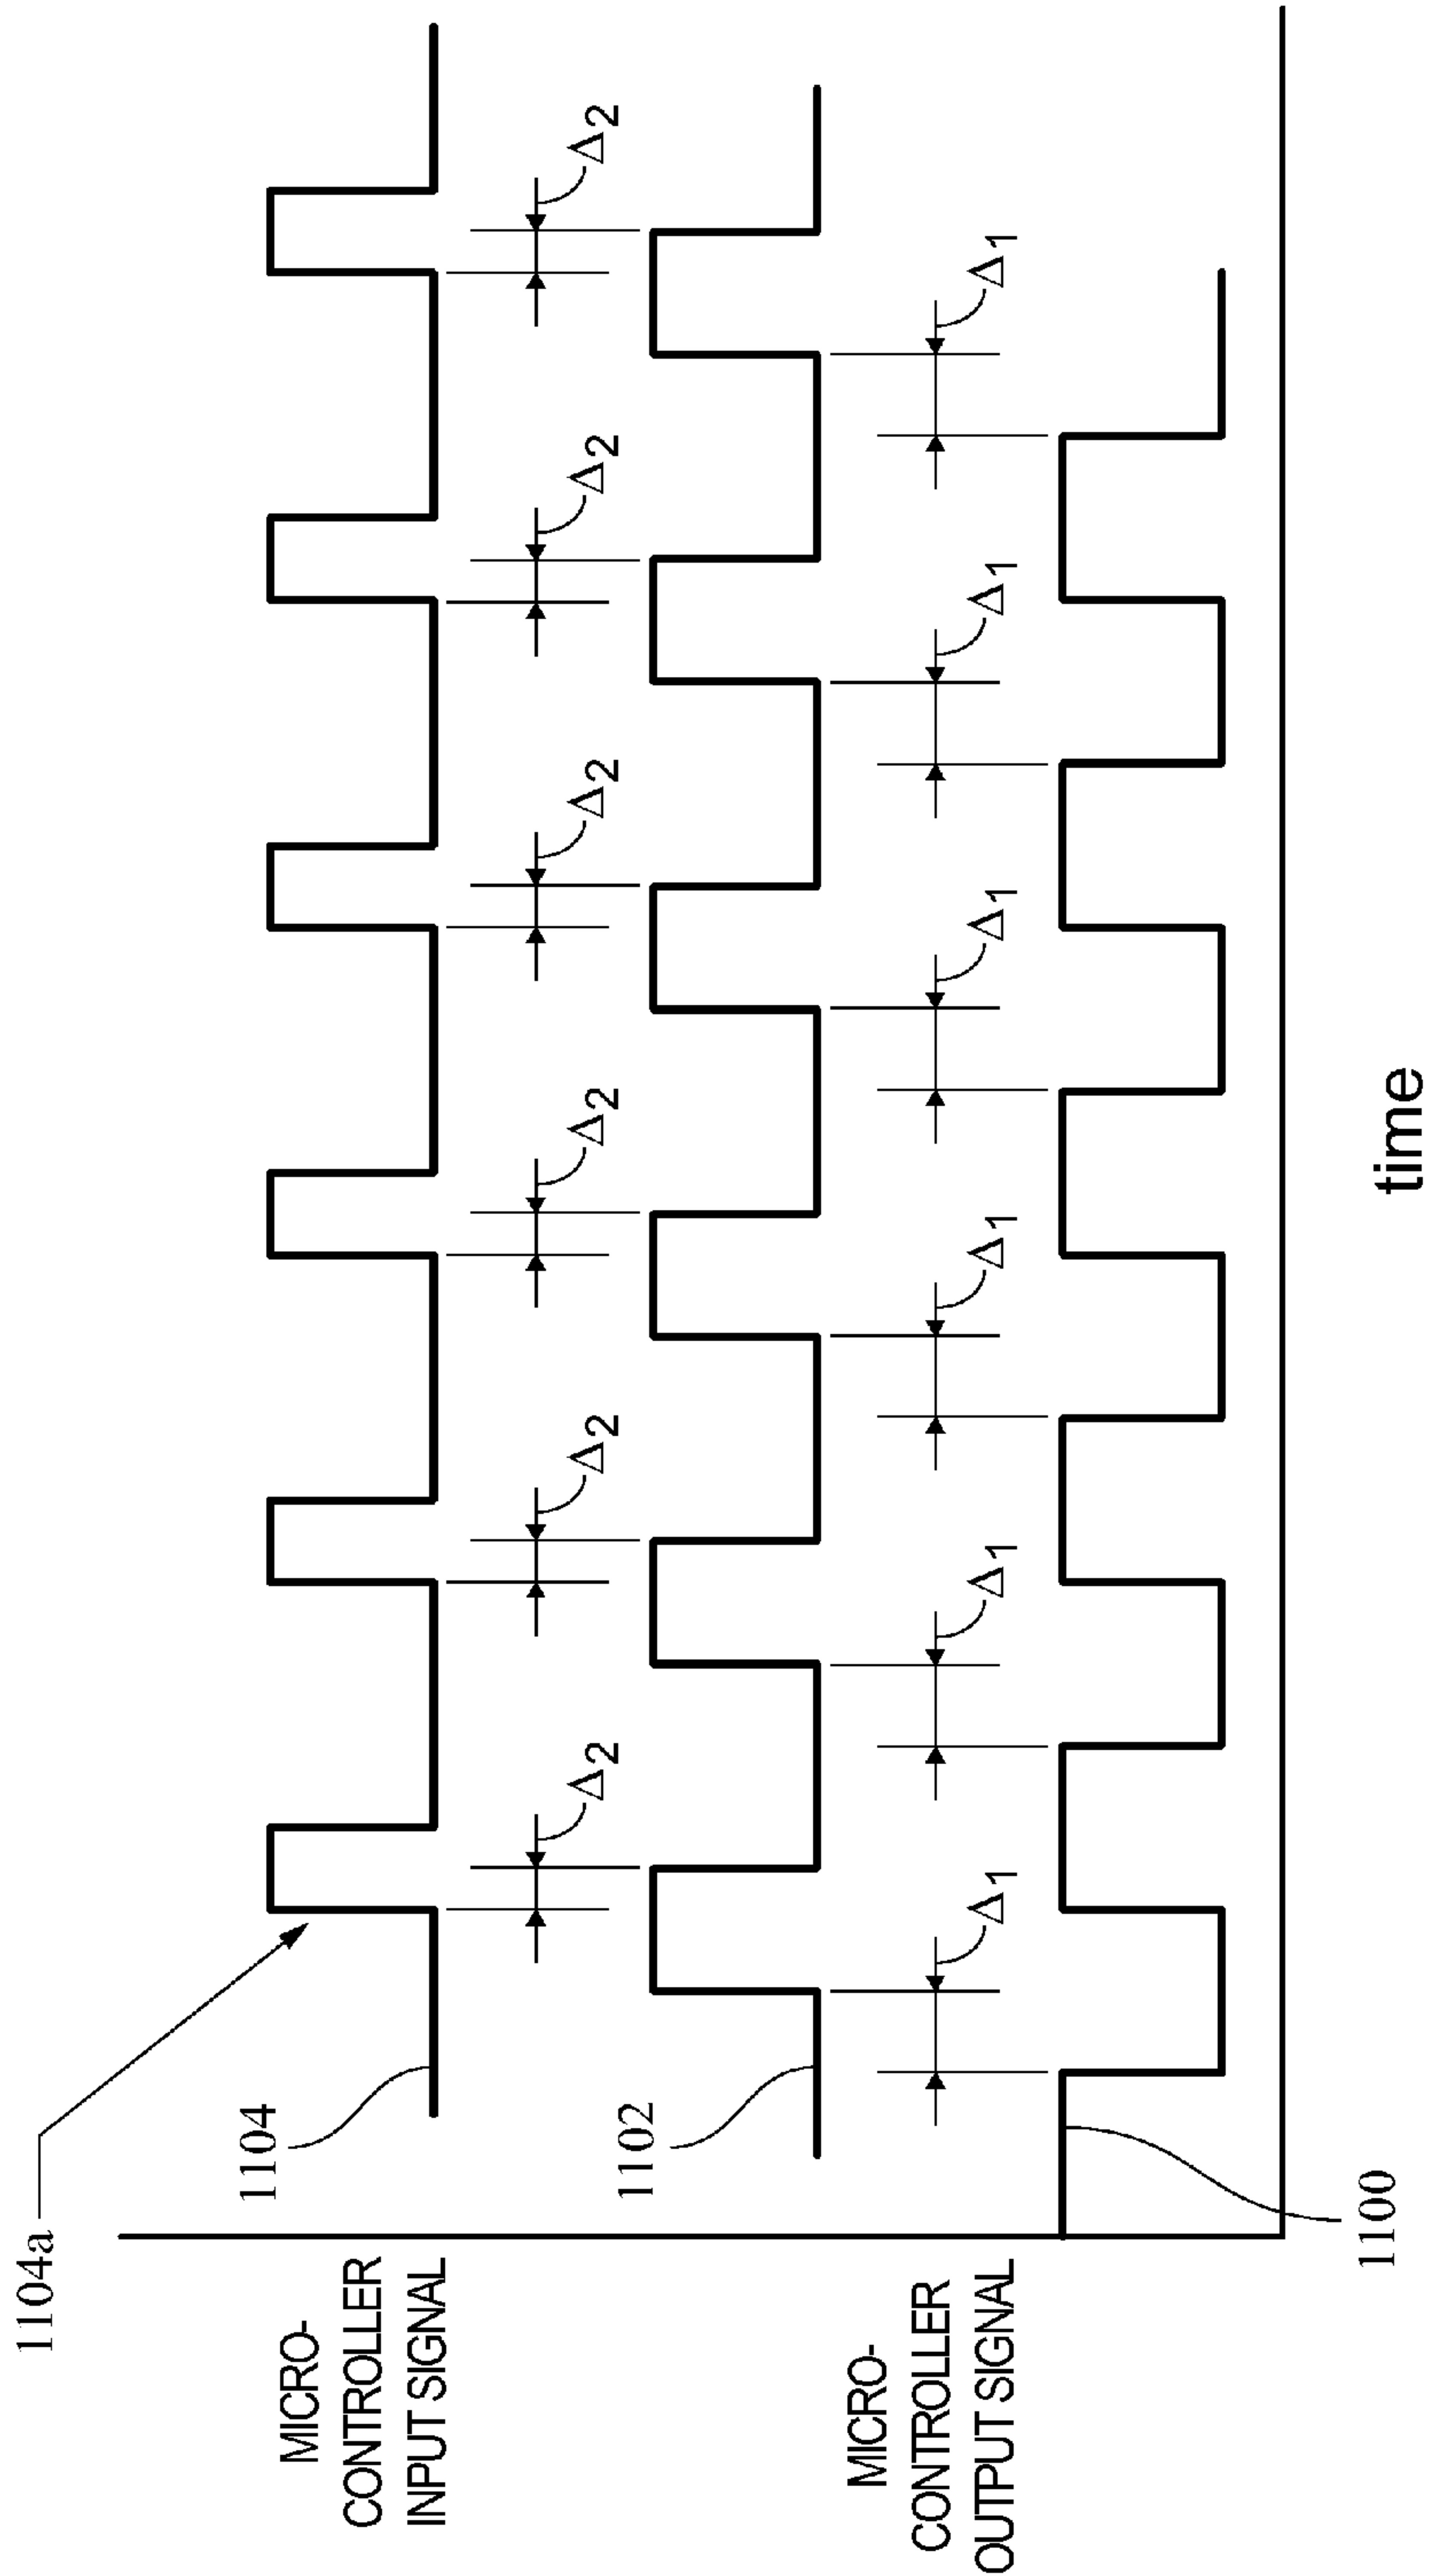 1104a
1104
MICRO-
CONTROLLER
INPUT SIGNAL
Δ2 Δ2 Δ2 Δ2 Δ2 Δ2
1102
MICRO-
CONTROLLER
OUTPUT SIGNAL
Δ1 Δ1 Δ1 Δ1 Δ1 Δ1
1100
time